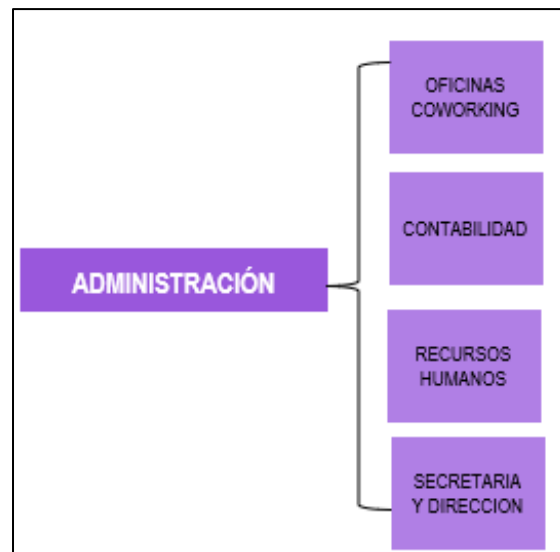 OFICINAS
COWORKING
CONTABILIDAD
ADMINISTRACIÓN
RECURSOS
HUMANOS
SECRETARIA
Y DIRECCION